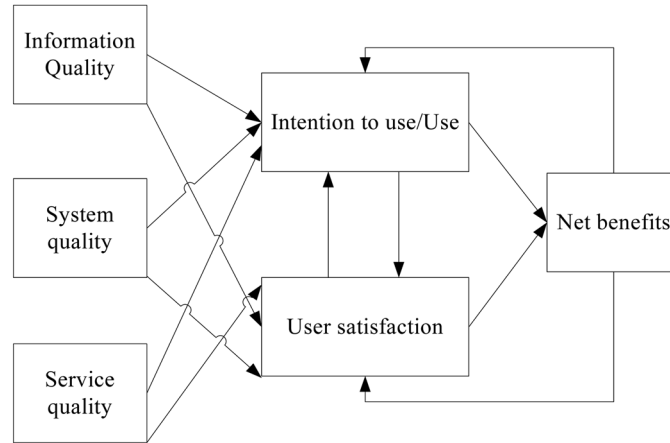 Information
Quality
Intention to use/Use
System
quality
Net benefits
User satisfaction
Service
quality